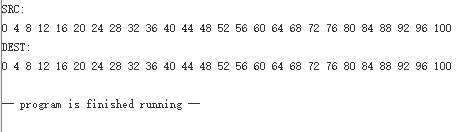 SRC:
0 4 8 12 16 20 24 28 32 36 40 44 48 52 56 60 64 68 72 76 80 84 88 92 96 100
DEST:
0 4 8 12 16 20 24 28 32 36 40 44 48 52 56 60 64 68 72 76 80 84 88 92 96 100
— program is finished running —